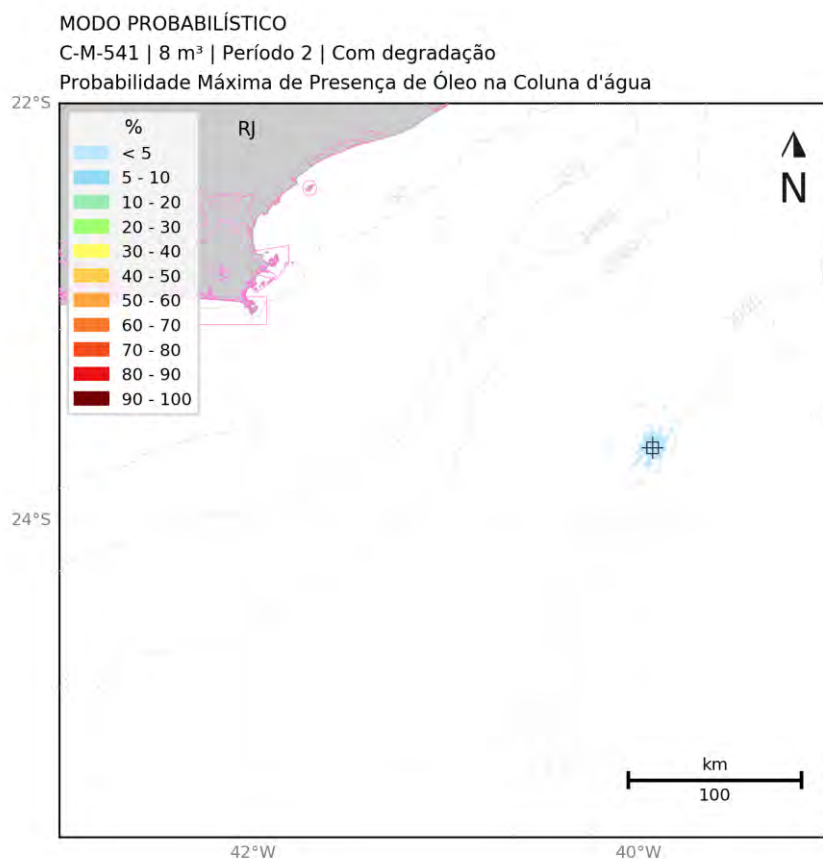 MODO PROBABILÍSTICO
C-M-541 | 8 m³ | Período 2 | Com degradação
Probabilidade Máxima de Presença de Óleo na Coluna d'água
22°S
%
RJ
< 5
5 - 10
10 - 20
20 - 30
30 - 40
40 - 50
50 - 60
60 - 70
70 - 80
80 - 90
90 - 100
N
24°S
km
100
42°W
40°W